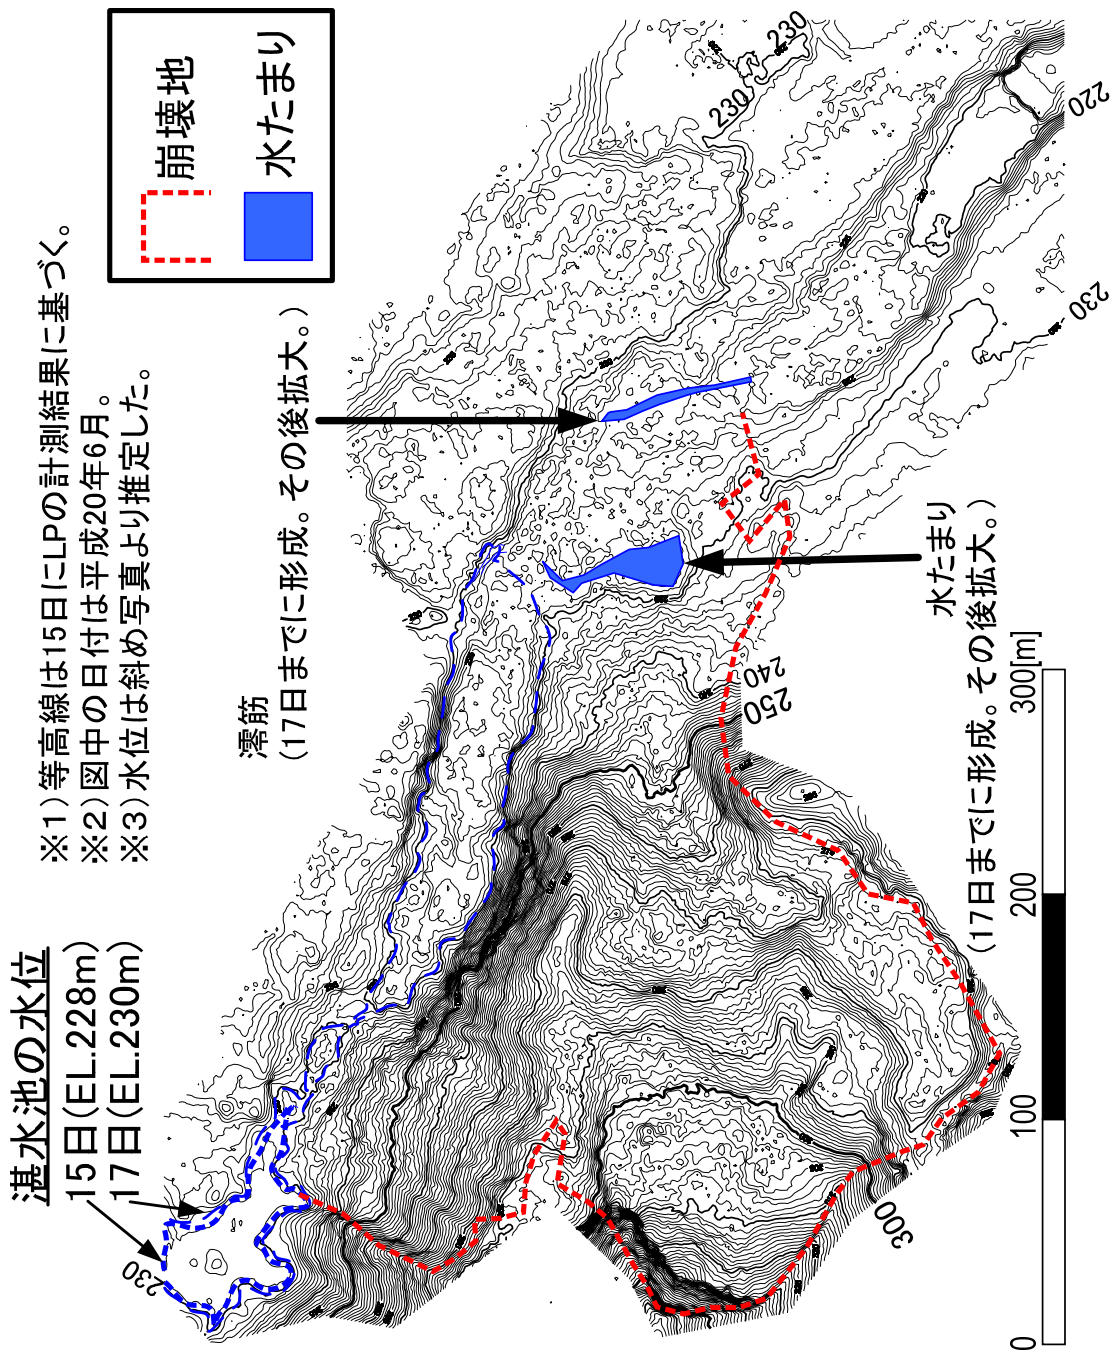 ※1)等高線は15日にLPの計測結果に基づく。
※2)図中の日付は平成20年6月。
※3)水位は斜め写真より推定した。
崩壊地
水たまり
湛水池の水位
15日(EL.228m)
17日(EL.230m)
澪筋
(17日までに形成。その後拡大。)
水たまり
(17日までに形成。その後拡大。)
230
230
230
220
230
240
250
300
0
100
200
300[m]